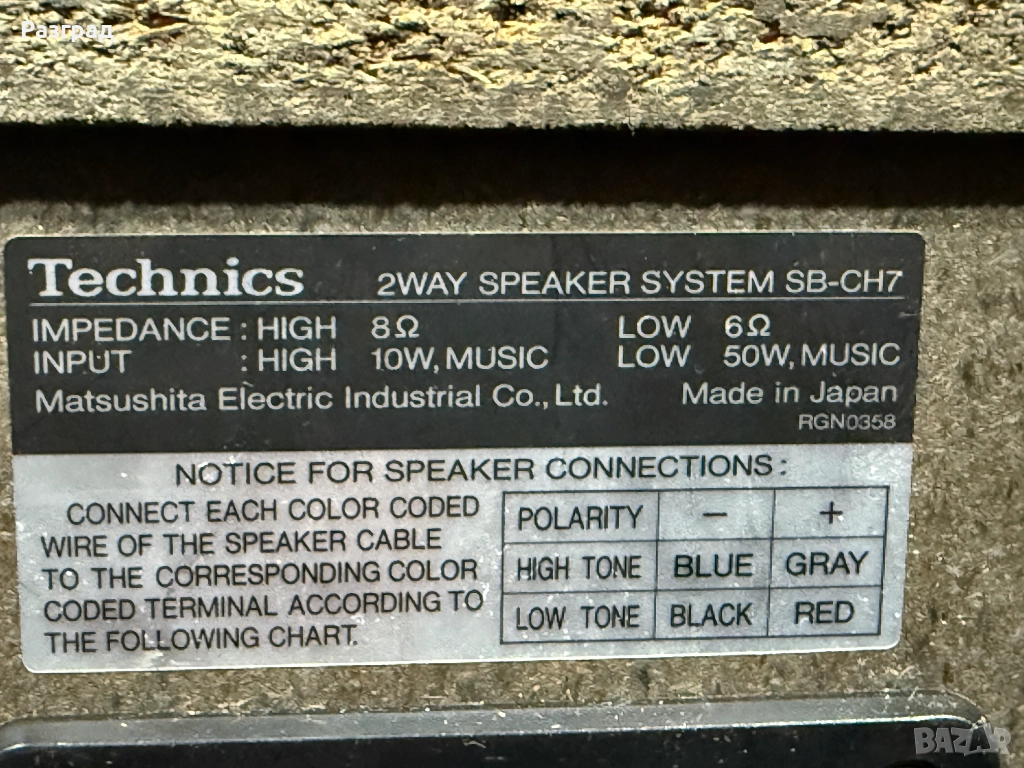 Разград
Technics 2WAY SPEAKER SYSTEM SB-CH7
IMPEDANCE : HIGH 8Ω LOW 6Ω
INPUT : HIGH 10W, MUSIC LOW 50W, MUSIC
Matsushita Electric Industrial Co., Ltd. Made in Japan
RGN0358
NOTICE FOR SPEAKER CONNECTIONS:
CONNECT EACH COLOR CODED
WIRE OF THE SPEAKER CABLE
TO THE CORRESPONDING COLOR
CODED TERMINAL ACCORDING TO
THE FOLLOWING CHART.
POLARITY − +
HIGH TONE BLUE GRAY
LOW TONE BLACK RED
BAZAR